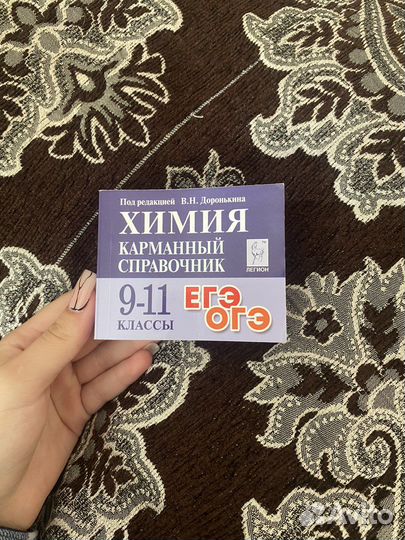 Под редакцией В.Н. Доронькина
ХИМИЯ
КАРМАННЫЙ
СПРАВОЧНИК
ЛЕГИОН
9-11
КЛАССЫ
ЕГЭ
ОГЭ
Avito